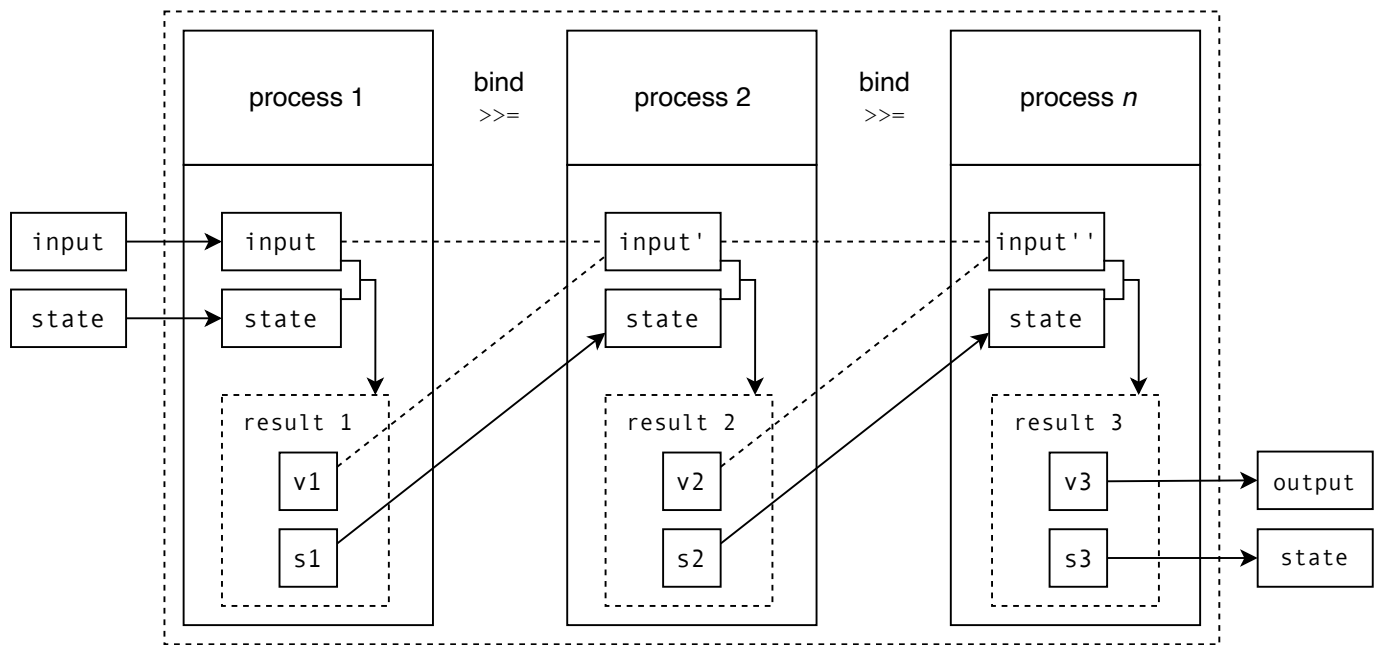 process 1
bind
>>=
process 2
bind
>>=
process n
input
state
input
state
result 1
v1
s1
input'
state
result 2
v2
s2
input''
state
result 3
v3
s3
output
state